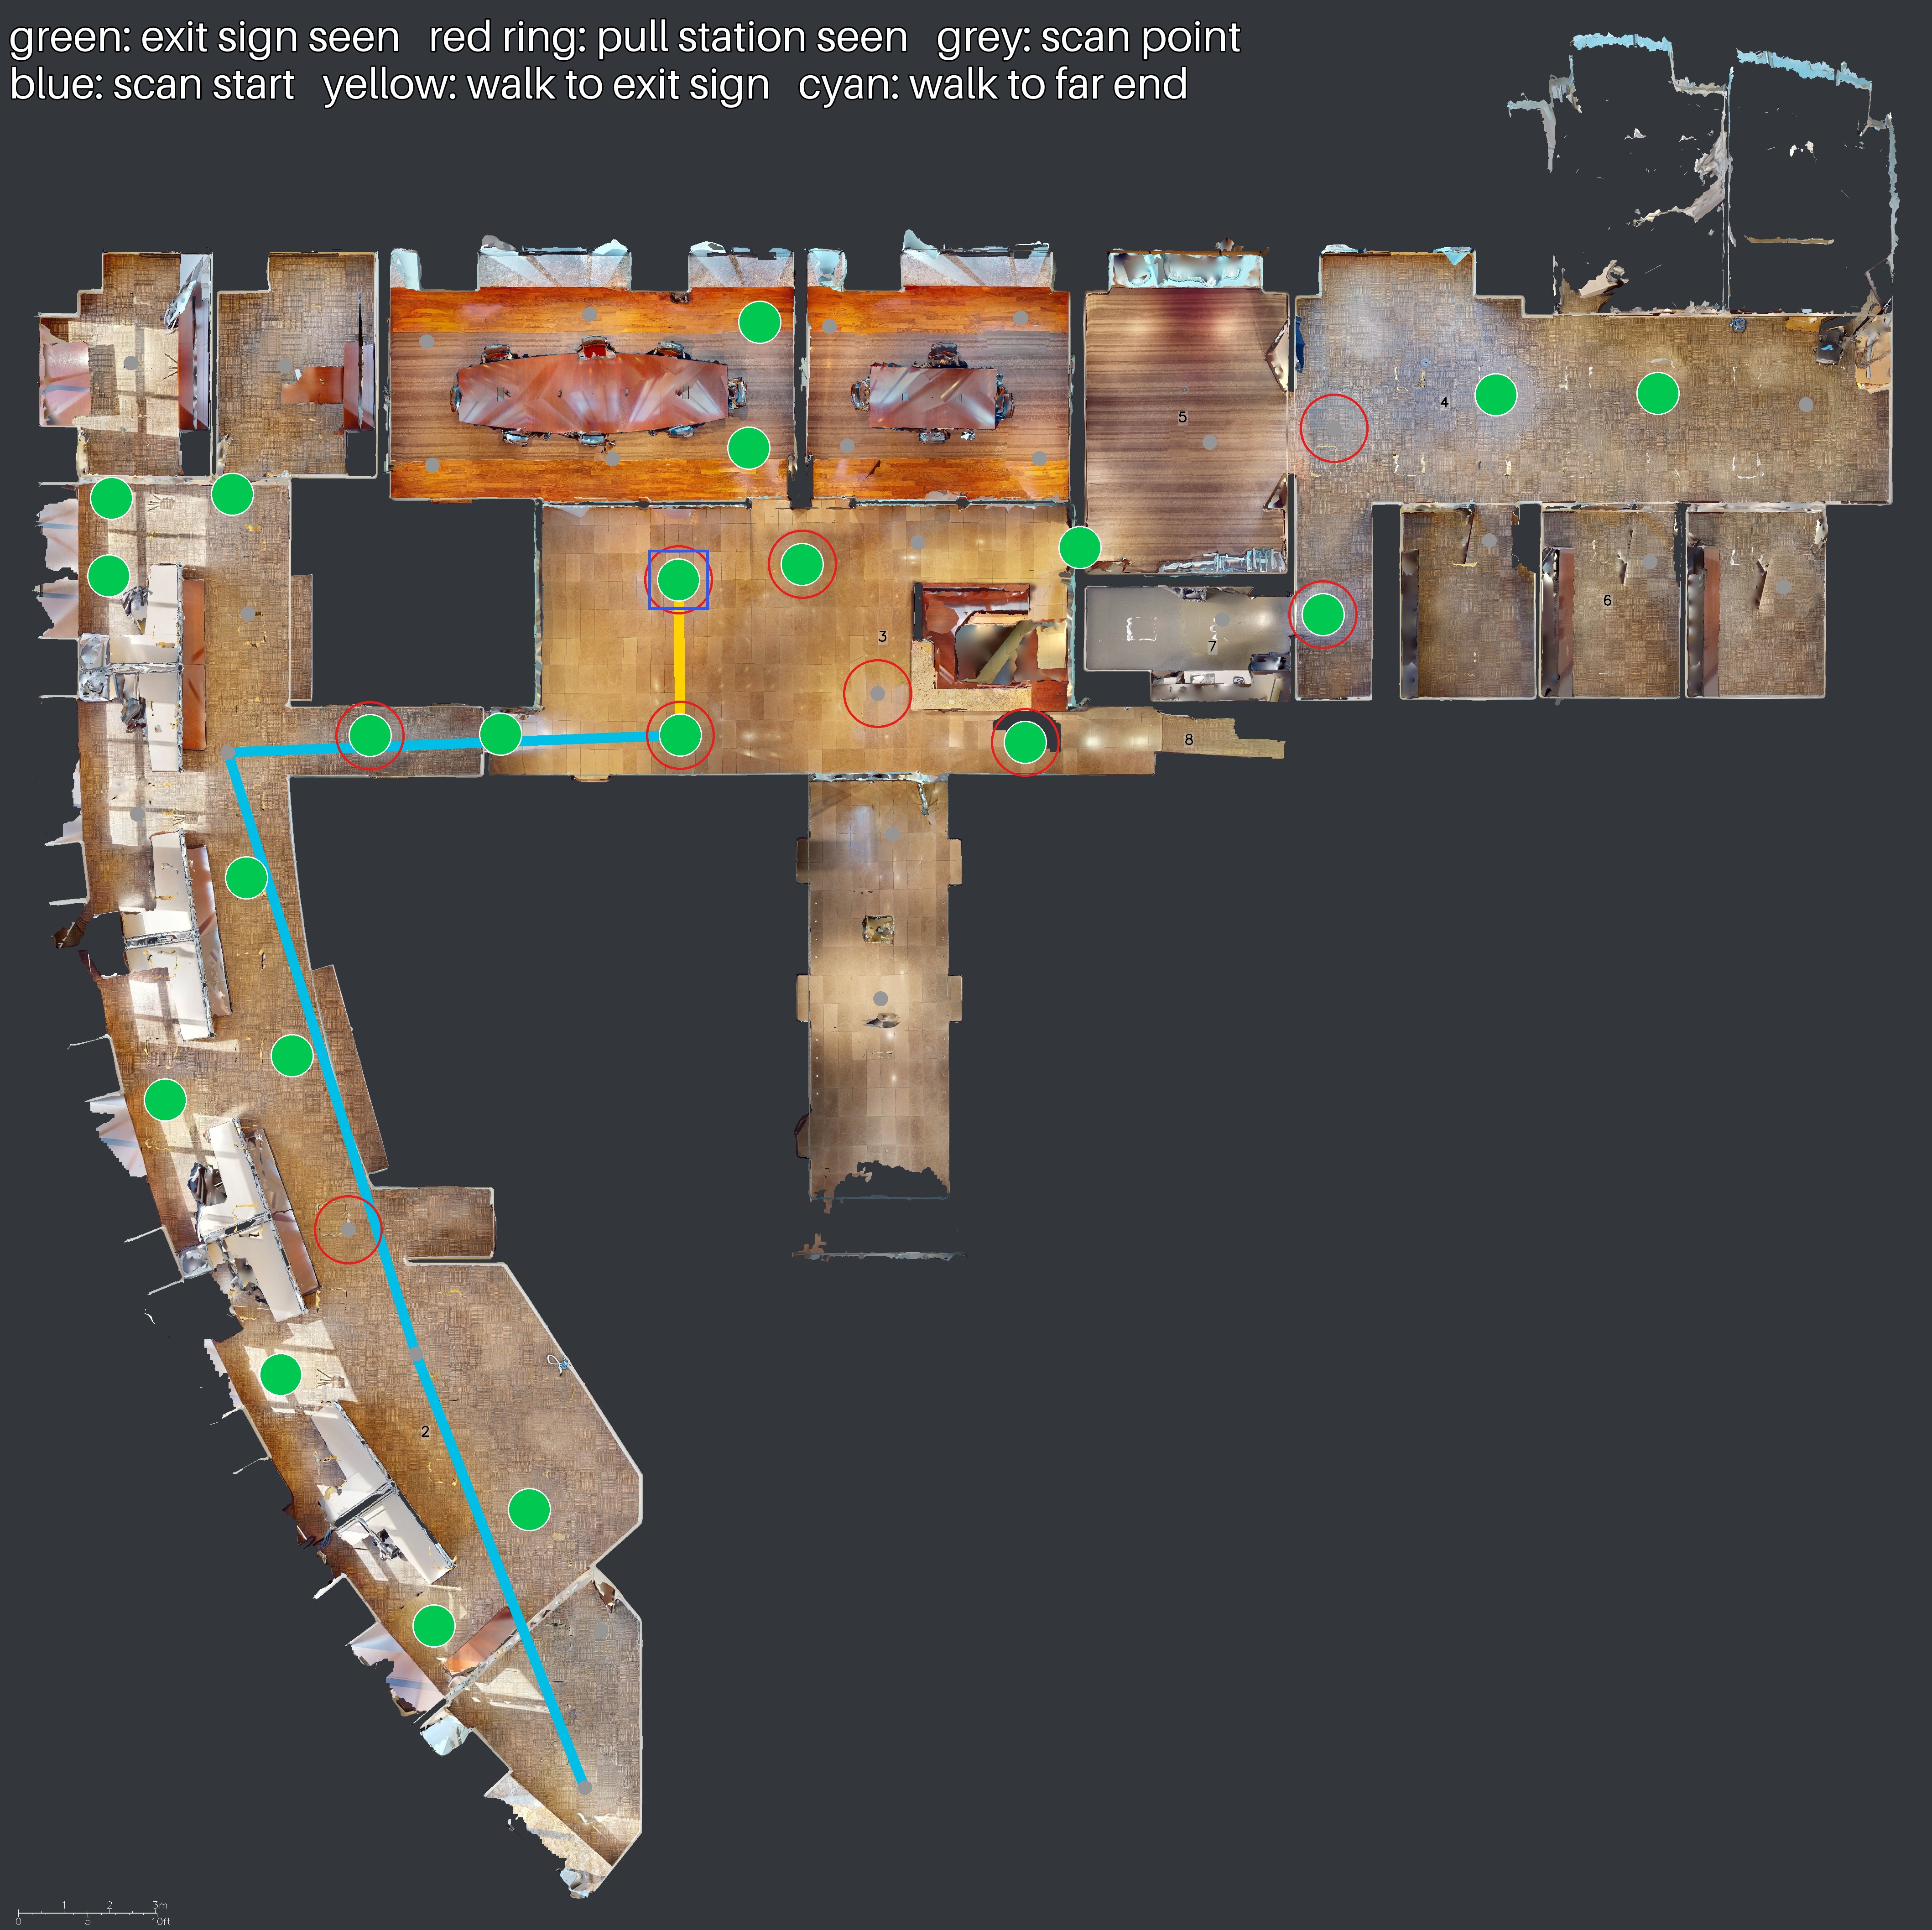 green: exit sign seen   red ring: pull station seen   grey: scan point
blue: scan start   yellow: walk to exit sign   cyan: walk to far end
4
5
6
3
7
8
2
1 2 3m
0 5 10ft